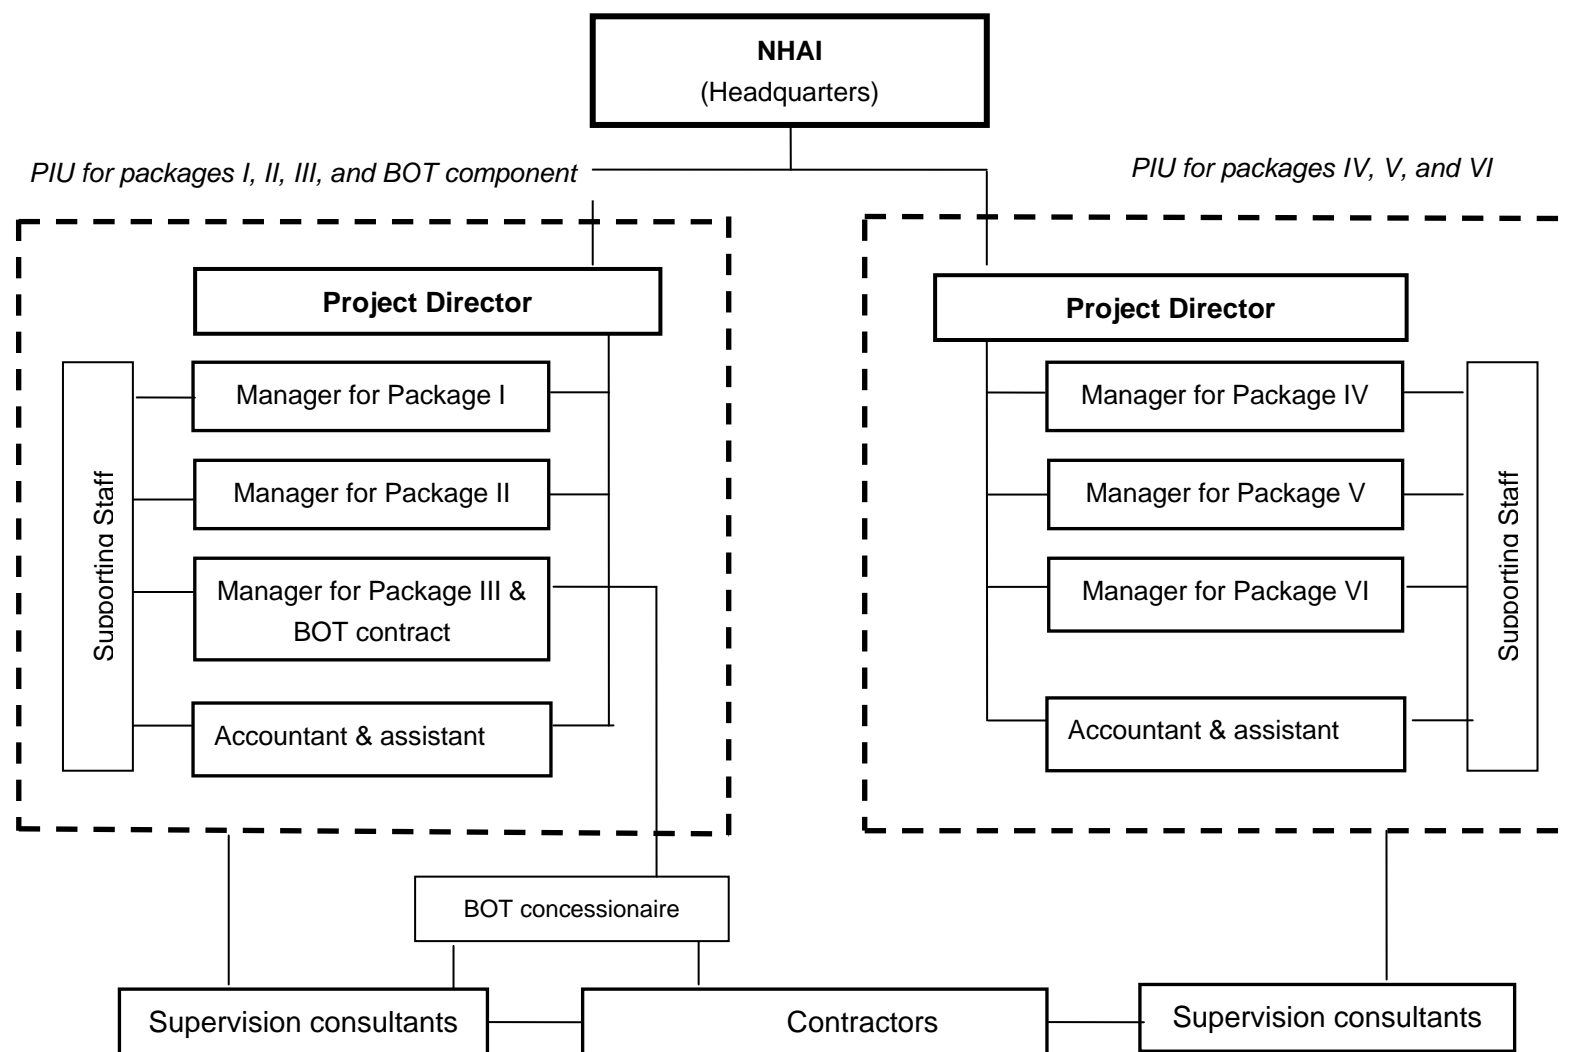 NHAI
(Headquarters)
PIU for packages I, II, III, and BOT component
PIU for packages IV, V, and VI
Project Director
Manager for Package I
Manager for Package II
Manager for Package III &
BOT contract
Accountant & assistant
Supporting Staff
Project Director
Manager for Package IV
Manager for Package V
Manager for Package VI
Accountant & assistant
Supporting Staff
BOT concessionaire
Supervision consultants
Contractors
Supervision consultants